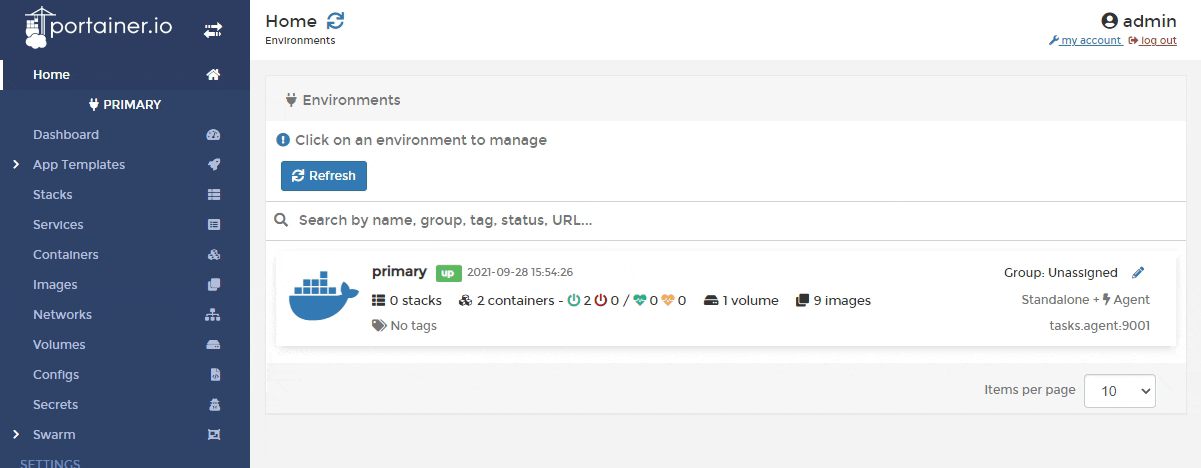 portainer.io
Home
PRIMARY
Dashboard
App Templates
Stacks
Services
Containers
Images
Networks
Volumes
Configs
Secrets
Swarm
SETTINGS
Home
Environments
admin
my account log out
Environments
Click on an environment to manage
Refresh
Search by name, group, tag, status, URL...
primary up 2021-09-28 15:54:26
Group: Unassigned
0 stacks 2 containers - 2 0 / 0 0 1 volume 9 images
Standalone + Agent
No tags
tasks.agent:9001
Items per page 10